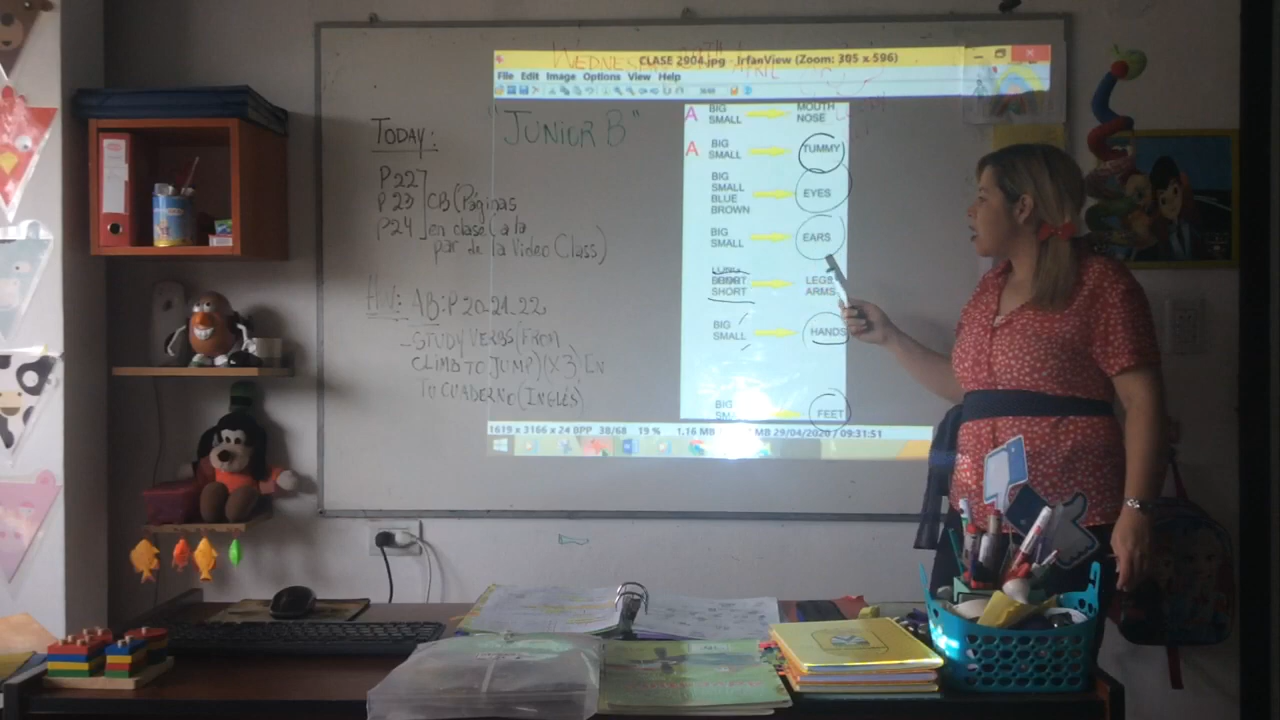 CLASE 2904.jpg - IrfanView (Zoom: 305 x 596)
File Edit Image Options View Help
"JUNIOR B"
TODAY:
P22
P23
P24
CB (Páginas
en clase (a la
par de la Video Class)
HW: AB: P 20-21-22
- STUDY VERBS (FROM
CLIMB TO JUMP) (X3) EN
TU CUADERNO (INGLÉS)
A BIG MOUTH
SMALL NOSE
A BIG TUMMY
SMALL
BIG
SMALL EYES
BLUE
BROWN
BIG EARS
SMALL
SHORT LEGS
ARMS
BIG HANDS
SMALL
BIG FEET
SMALL
1619 x 3166 x 24 BPP 38/68 19 % 1.16 MB MB 29/04/2020 / 09:31:51